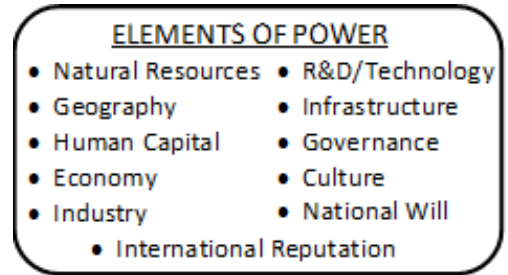 ELEMENTS OF POWER
• Natural Resources • R&D/Technology
• Geography • Infrastructure
• Human Capital • Governance
• Economy • Culture
• Industry • National Will
• International Reputation